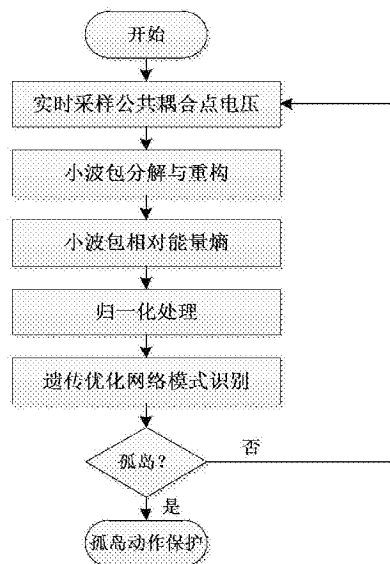 开始
实时采样公共耦合点电压
小波包分解与重构
小波包相对能量熵
归一化处理
遗传优化网络模式识别
孤岛?
否
是
孤岛动作保护